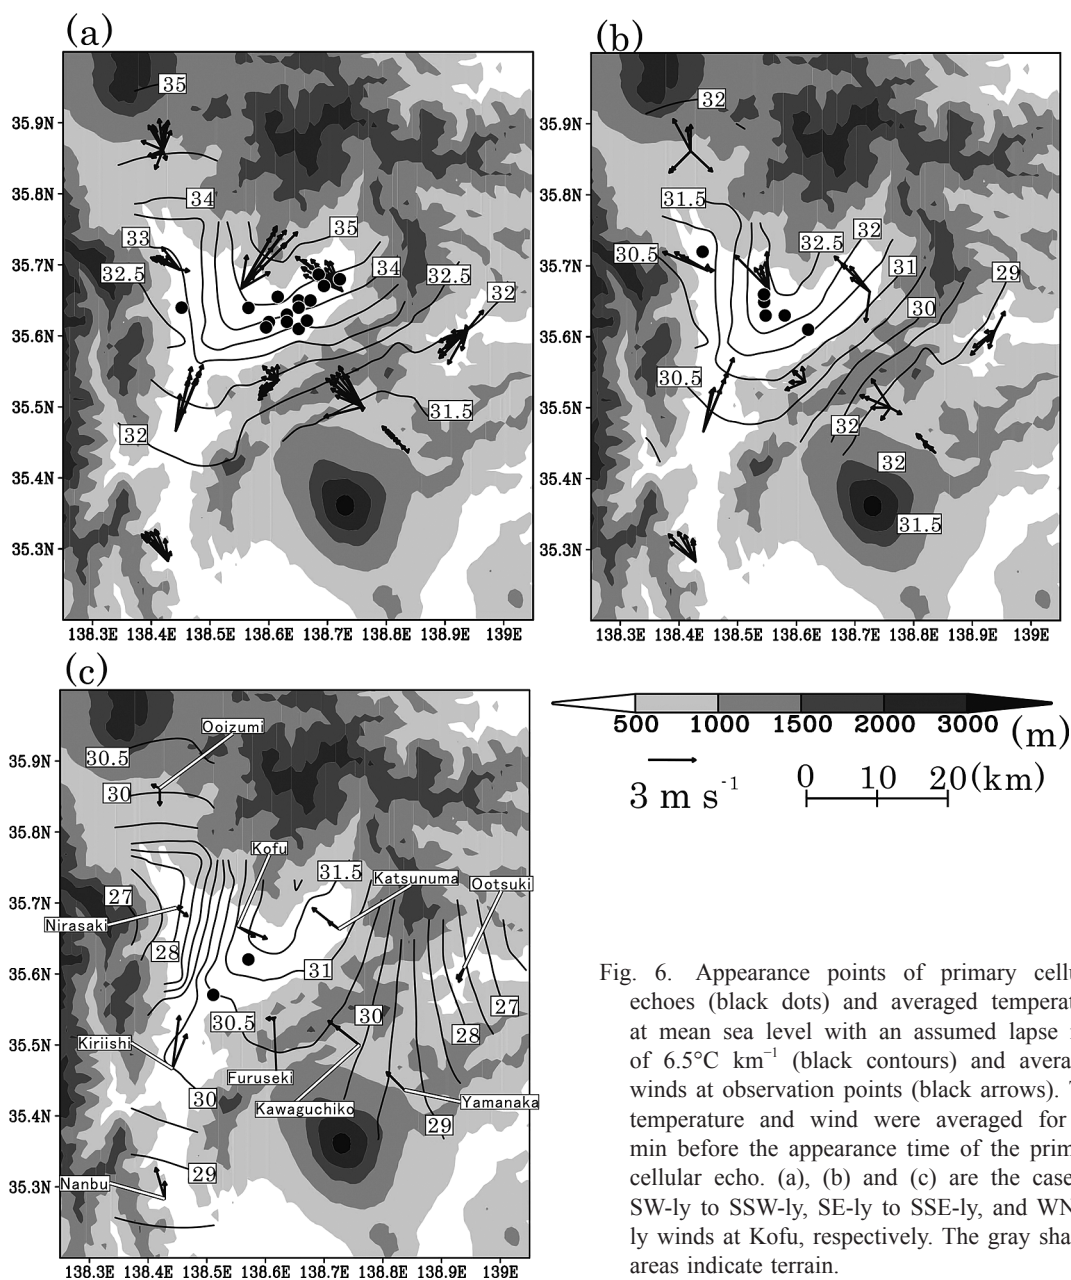 (a)
35
35.9N
35.8N
34
33
35
35.7N
32.5
34
32.5
32
35.6N
35.5N
31.5
32
35.4N
35.3N
138.3E 138.4E 138.5E 138.6E 138.7E 138.8E 138.9E 139E
(b)
32
35.9N
35.8N
31.5
32
30.5
32.5
35.7N
31
29
30
35.6N
30.5
35.5N
32
32
35.4N
31.5
35.3N
138.3E 138.4E 138.5E 138.6E 138.7E 138.8E 138.9E 139E
(c)
Ooizumi
30.5
35.9N
30
35.8N
Kofu
31.5
Katsunuma
Ootsuki
27
35.7N
Nirasaki
28
31
35.6N
27
30.5
30
28
Kiriishi
35.5N
Furuseki
30
Kawaguchiko
Yamanaka
35.4N
29
29
Nanbu
35.3N
138.3E 138.4E 138.5E 138.6E 138.7E 138.8E 138.9E 139E
500 1000 1500 2000 3000 (m)
3 m s⁻¹
0 10 20(km)
Fig. 6. Appearance points of primary cellu
echoes (black dots) and averaged temperat
at mean sea level with an assumed lapse
of 6.5°C km⁻¹ (black contours) and avera
winds at observation points (black arrows).
temperature and wind were averaged for
min before the appearance time of the prim
cellular echo. (a), (b) and (c) are the case
SW-ly to SSW-ly, SE-ly to SSE-ly, and WN
ly winds at Kofu, respectively. The gray sha
areas indicate terrain.